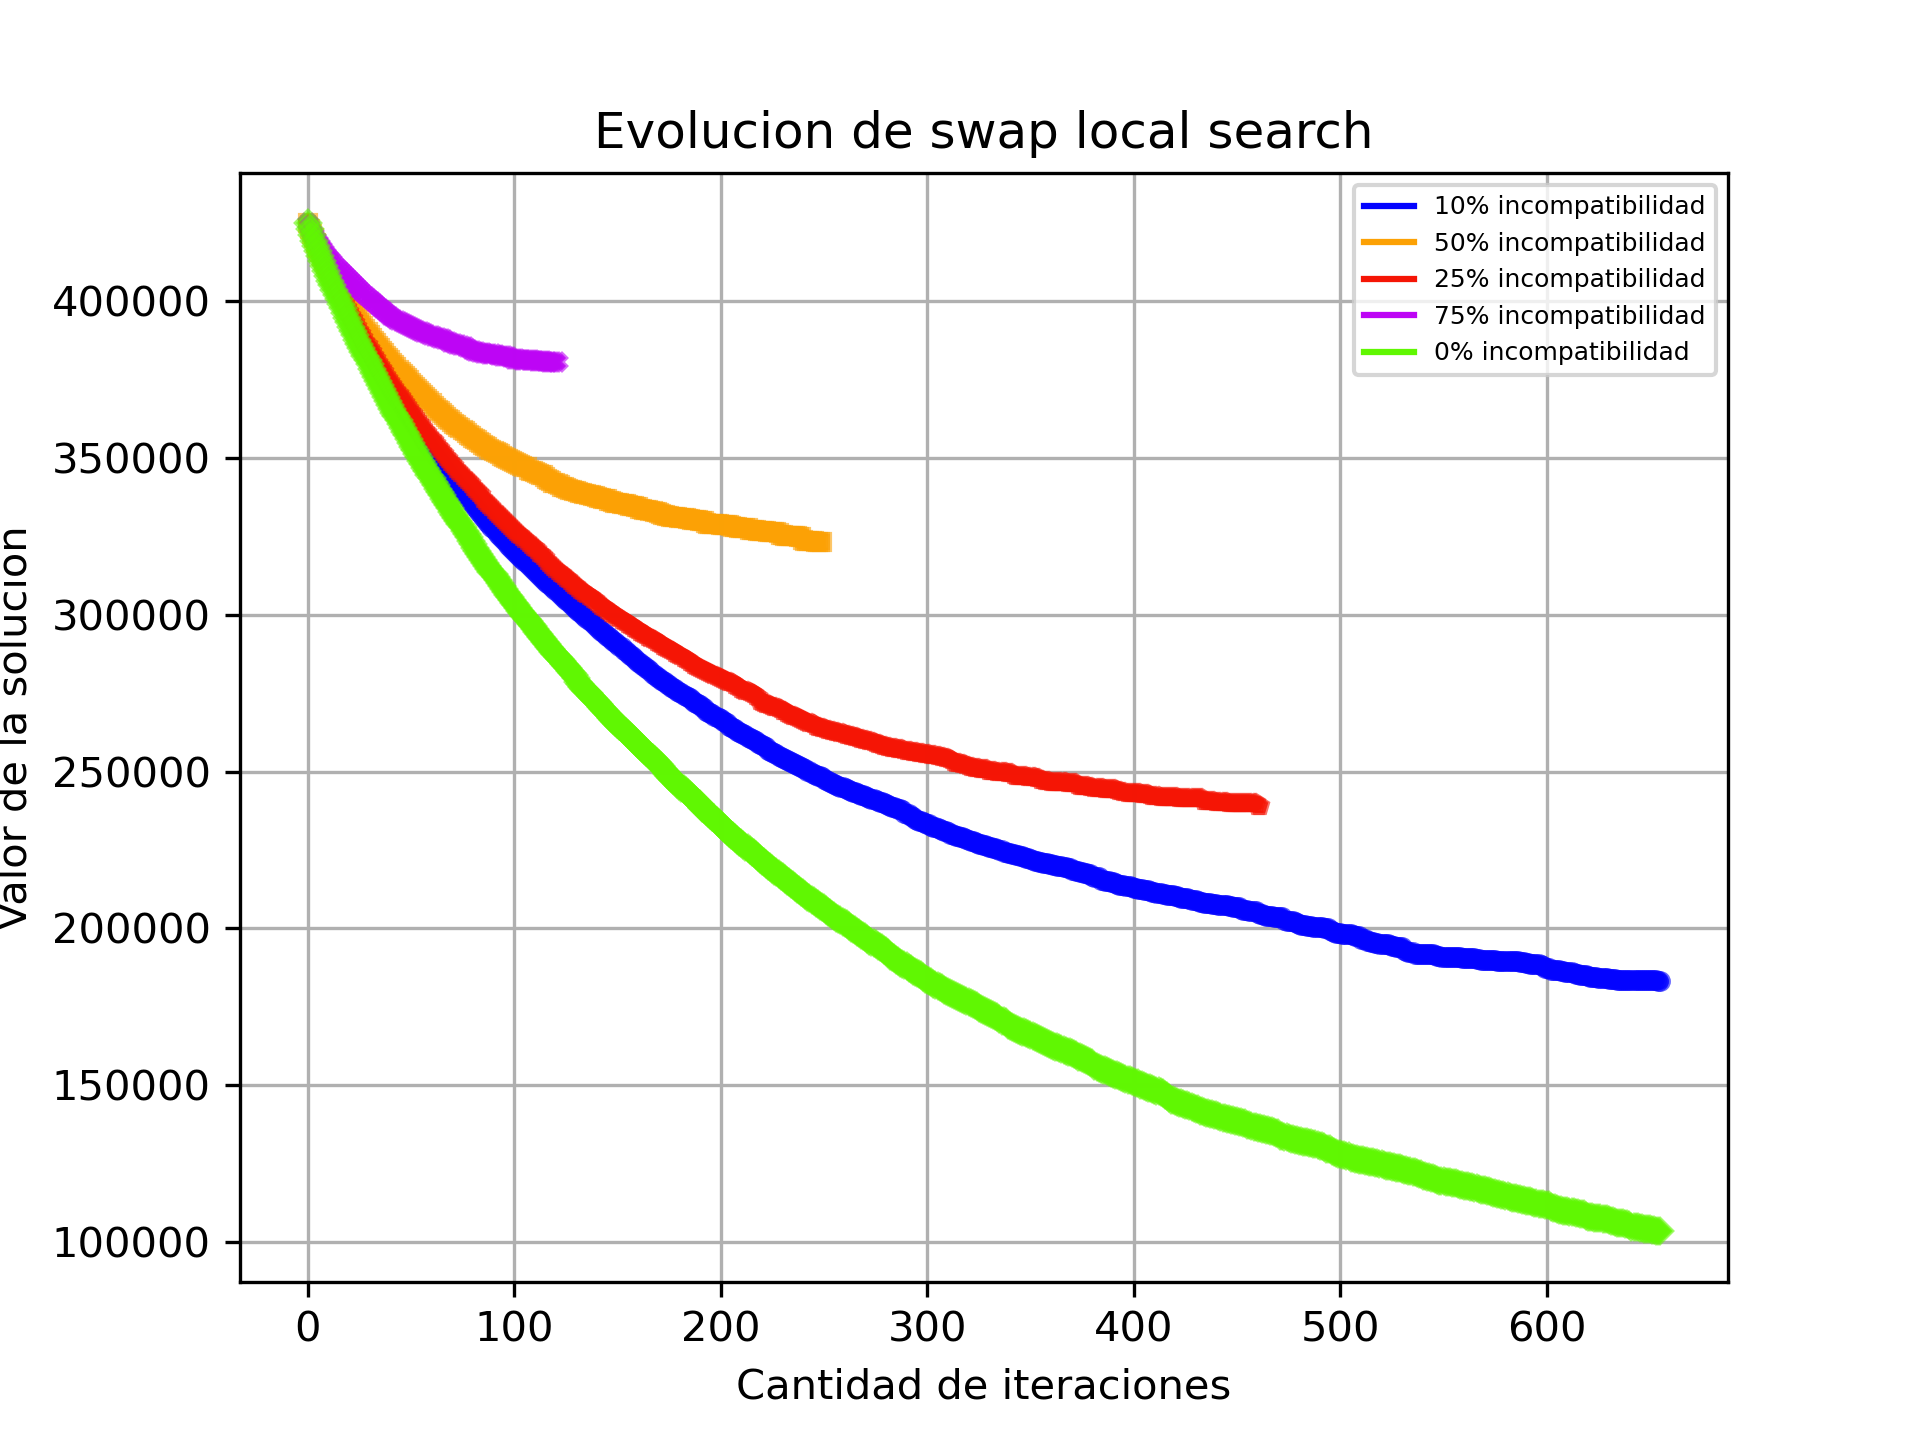 Evolucion de swap local search
10% incompatibilidad
50% incompatibilidad
25% incompatibilidad
75% incompatibilidad
0% incompatibilidad
Valor de la solucion
400000
350000
300000
250000
200000
150000
100000
0 100 200 300 400 500 600
Cantidad de iteraciones